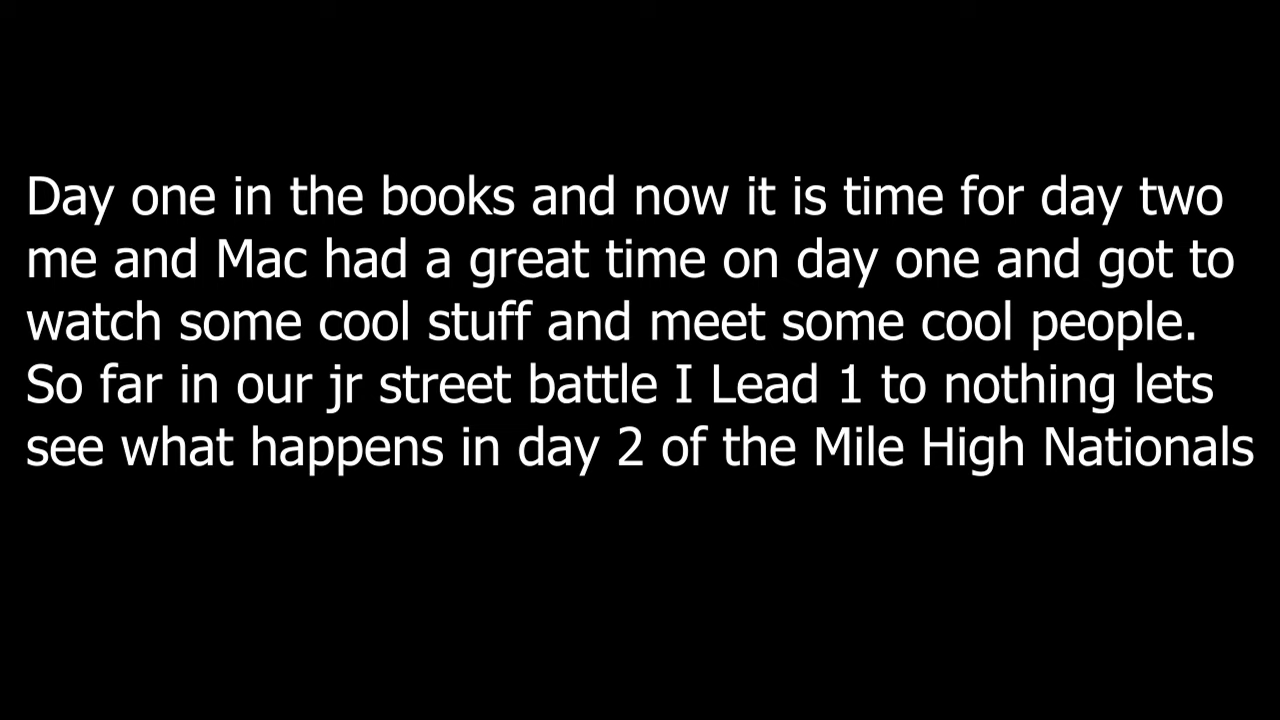 Day one in the books and now it is time for day two
me and Mac had a great time on day one and got to
watch some cool stuff and meet some cool people.
So far in our jr street battle I Lead 1 to nothing lets
see what happens in day 2 of the Mile High Nationals